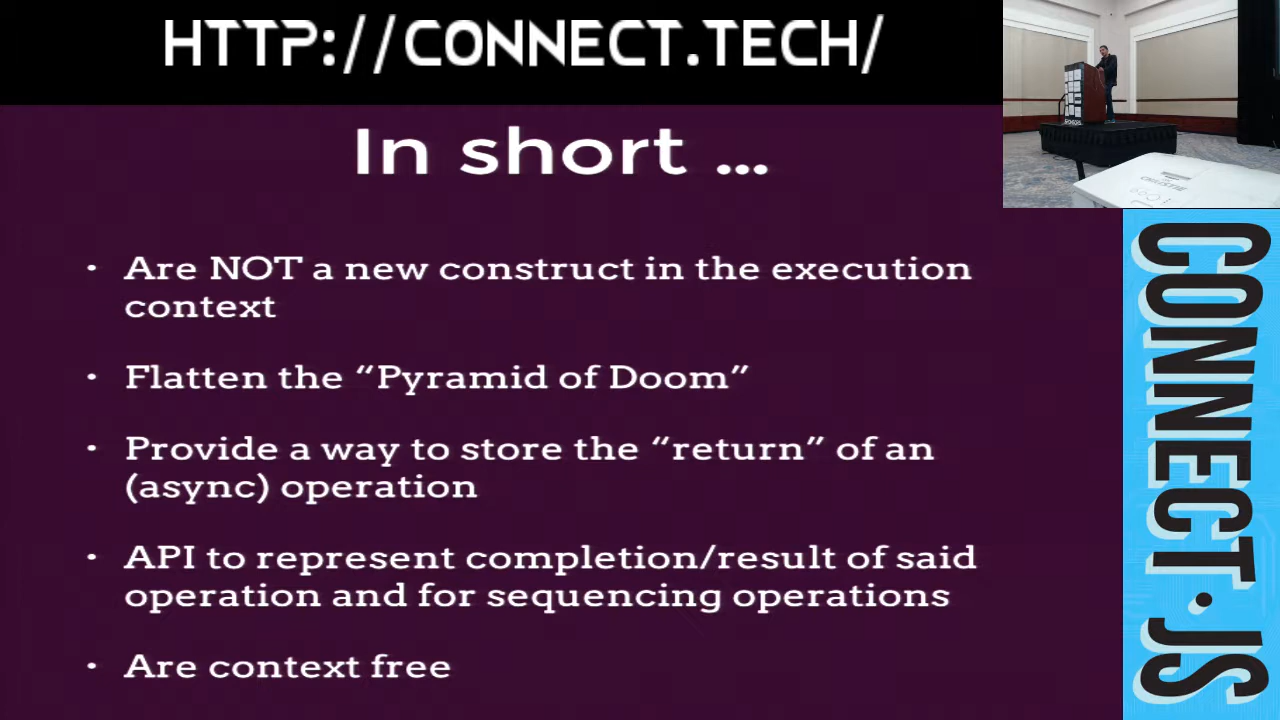 HTTP://CONNECT.TECH/
In short ...
• Are NOT a new construct in the execution
context
• Flatten the “Pyramid of Doom”
• Provide a way to store the “return” of an
(async) operation
• API to represent completion/result of said
operation and for sequencing operations
• Are context free
CONNECT·JS
CHRISTIE